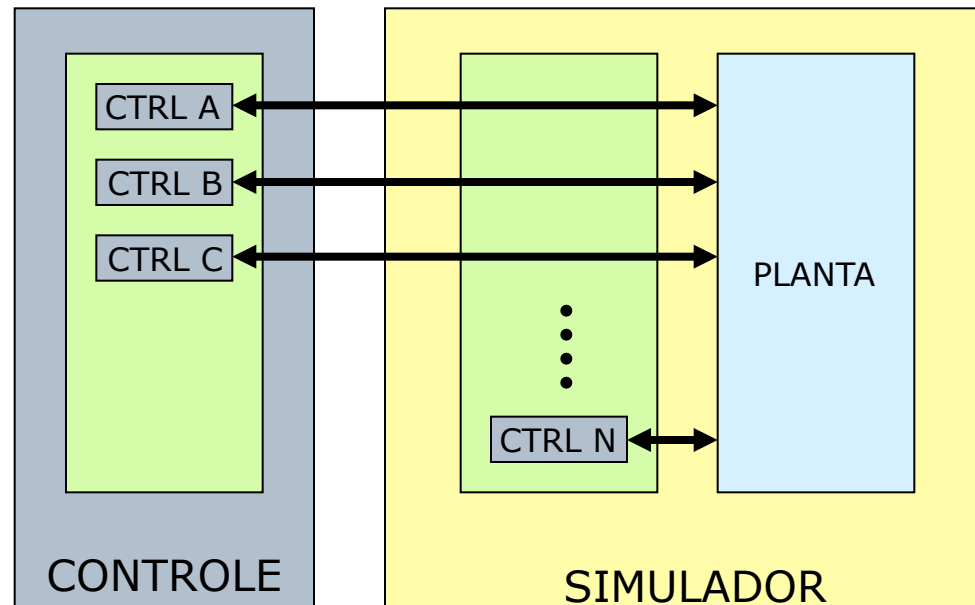 CTRL A
CTRL B
CTRL C
PLANTA
CTRL N
CONTROLE
SIMULADOR